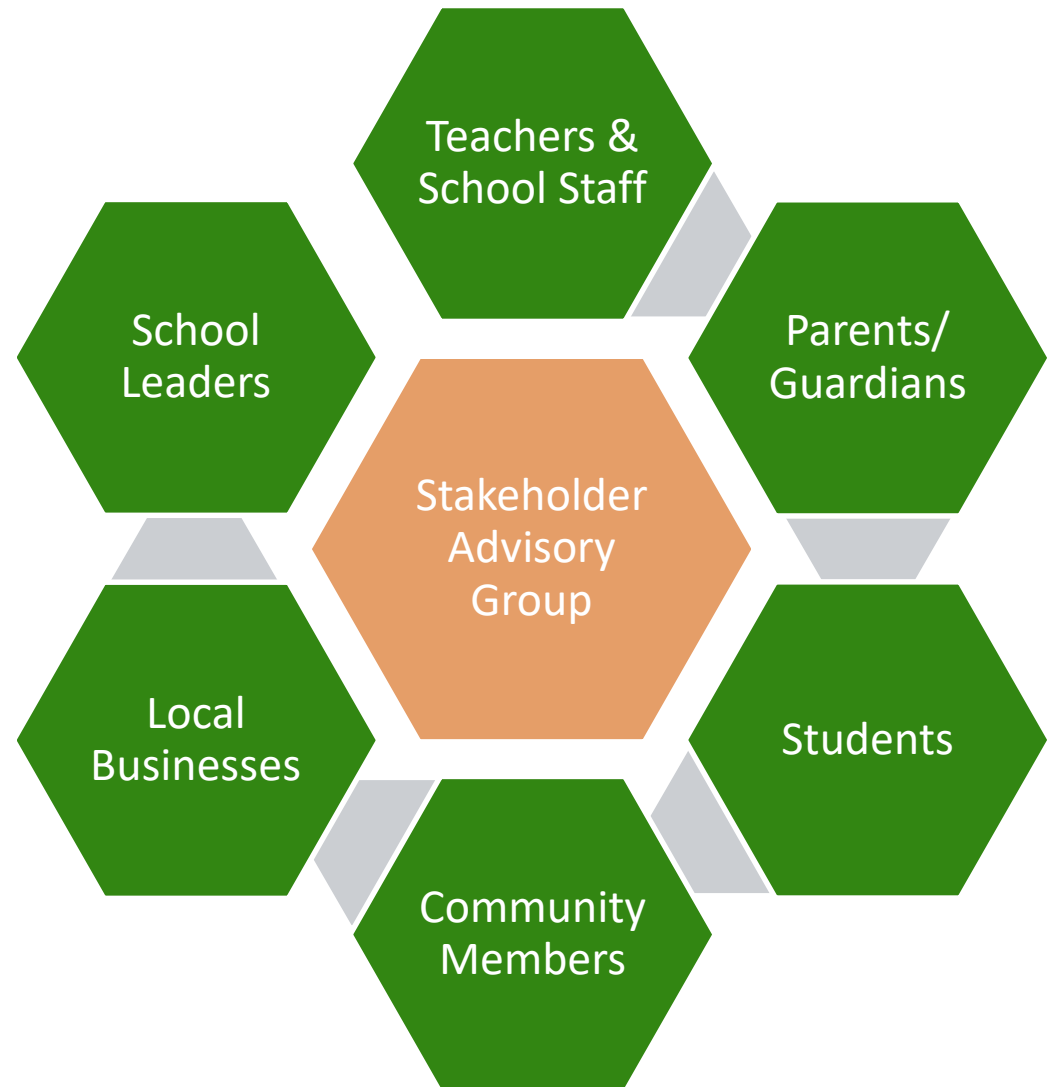 Teachers &
School Staff
School
Leaders
Parents/
Guardians
Stakeholder
Advisory
Group
Local
Businesses
Students
Community
Members